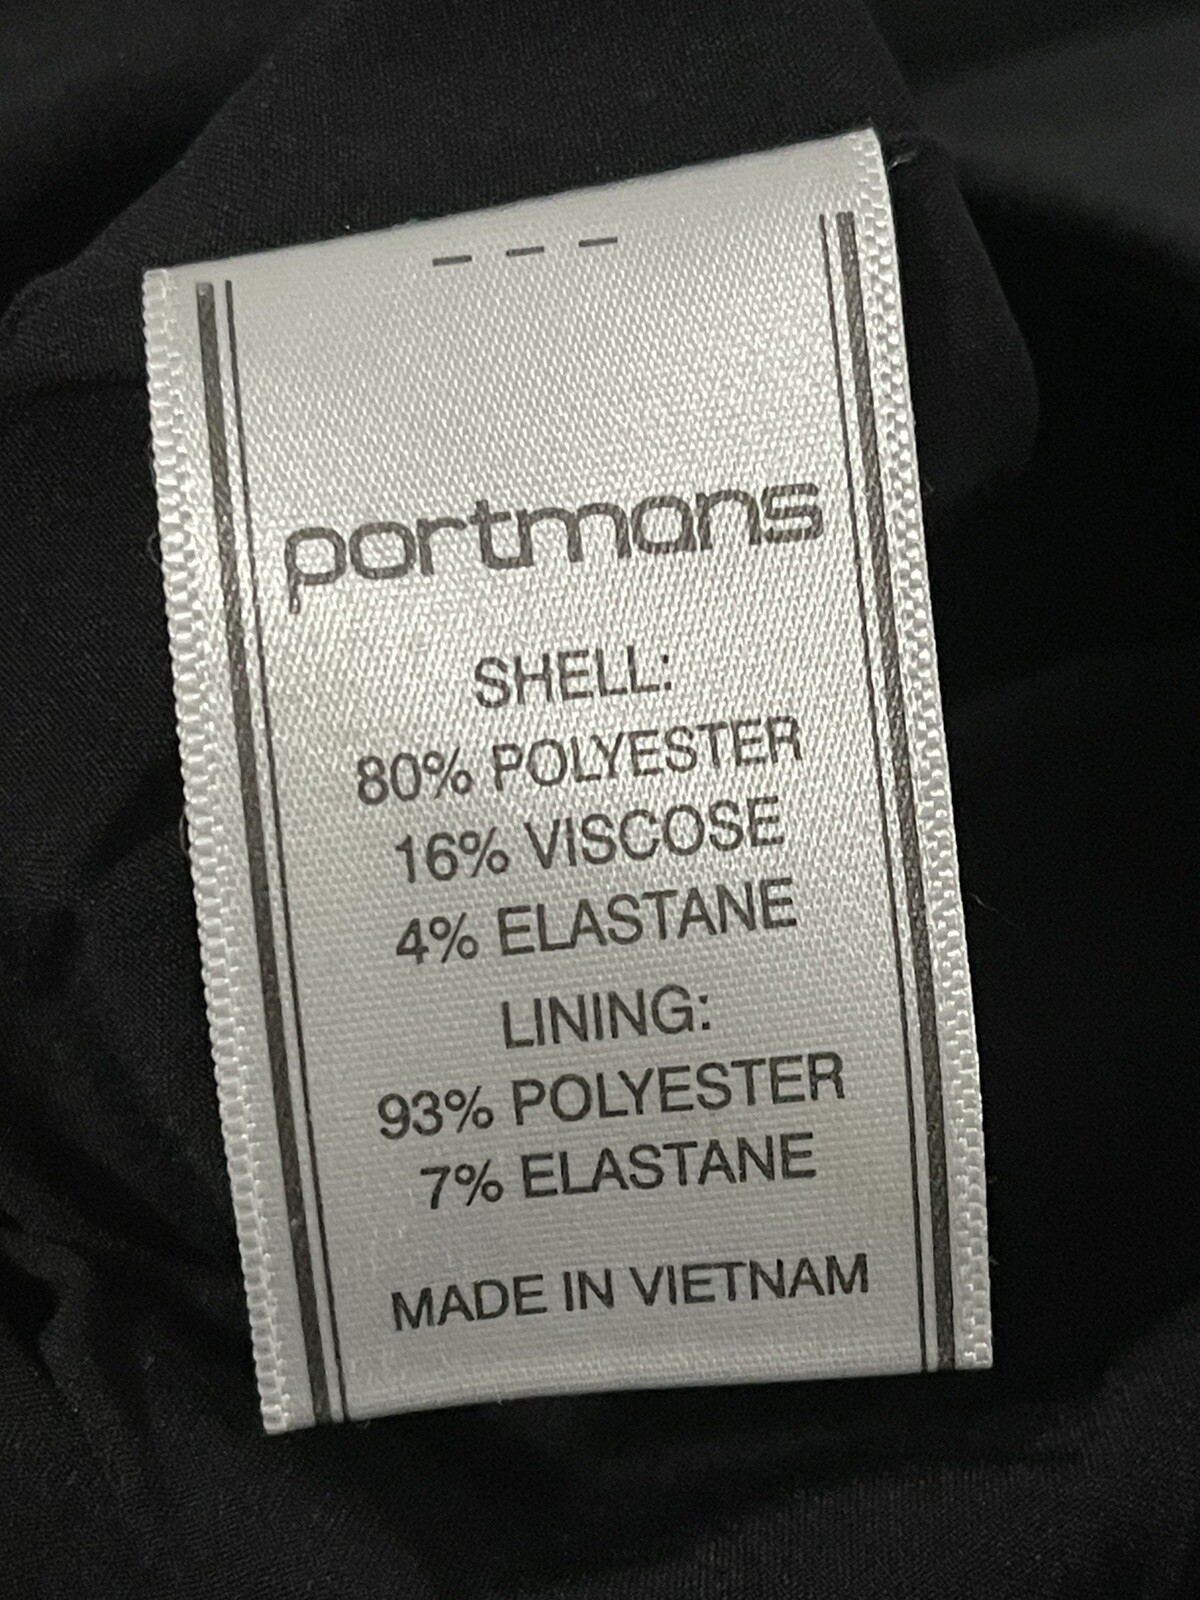 portmans
SHELL:
80% POLYESTER
16% VISCOSE
4% ELASTANE
LINING:
93% POLYESTER
7% ELASTANE
MADE IN VIETNAM